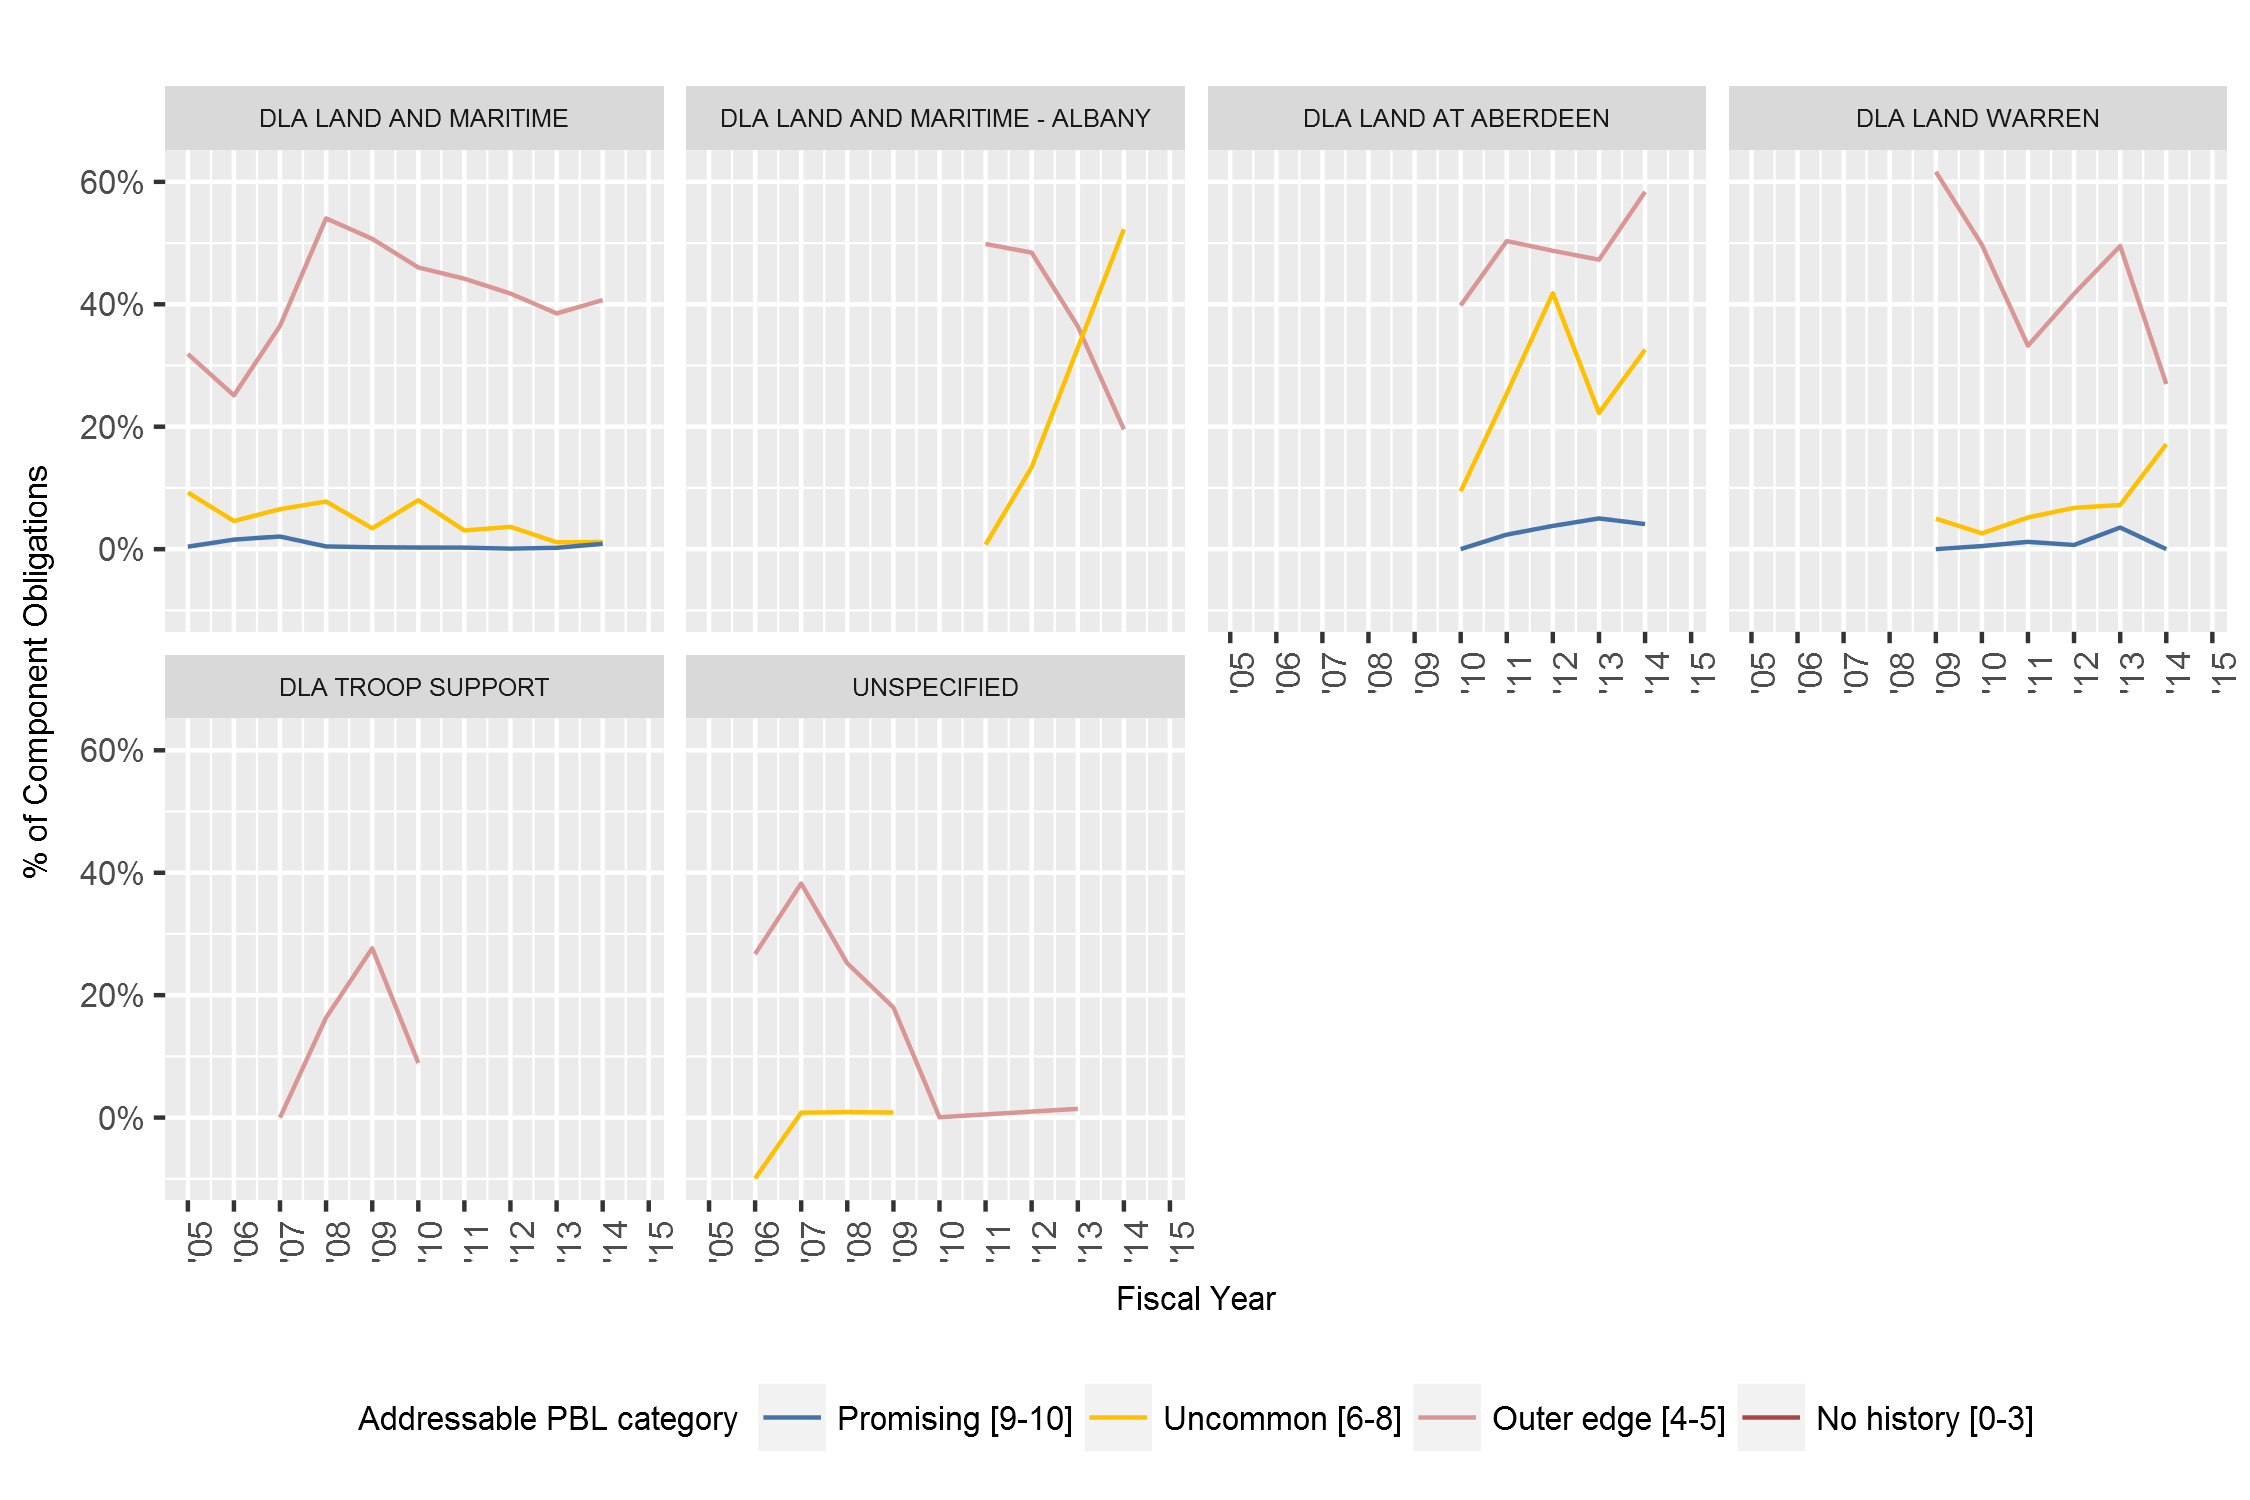 DLA LAND AND MARITIME
DLA LAND AND MARITIME - ALBANY
DLA LAND AT ABERDEEN
DLA LAND WARREN
60%
40%
20%
0%
'05 '06 '07 '08 '09 '10 '11 '12 '13 '14 '15
'05 '06 '07 '08 '09 '10 '11 '12 '13 '14 '15
DLA TROOP SUPPORT
UNSPECIFIED
60%
40%
20%
0%
'05 '06 '07 '08 '09 '10 '11 '12 '13 '14 '15
'05 '06 '07 '08 '09 '10 '11 '12 '13 '14 '15
% of Component Obligations
Fiscal Year
Addressable PBL category Promising [9-10] Uncommon [6-8] Outer edge [4-5] No history [0-3]